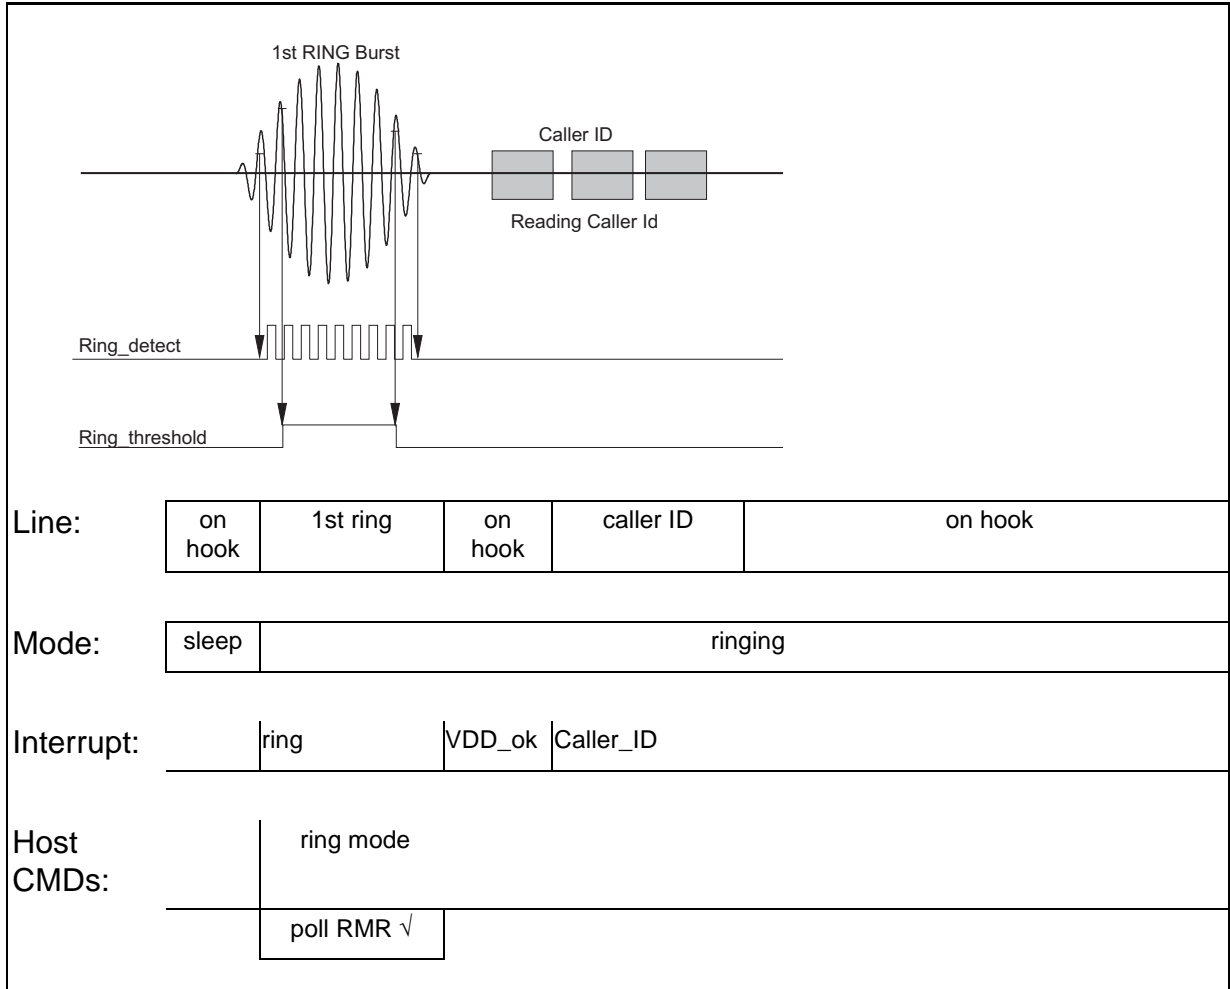 1st RING Burst
Caller ID
Reading Caller Id
Ring_detect
Ring_threshold
Line:
on
hook
1st ring
on
hook
caller ID
on hook
Mode:
sleep
ringing
Interrupt:
ring
VDD_ok
Caller_ID
Host
CMDs:
ring mode
poll RMR √